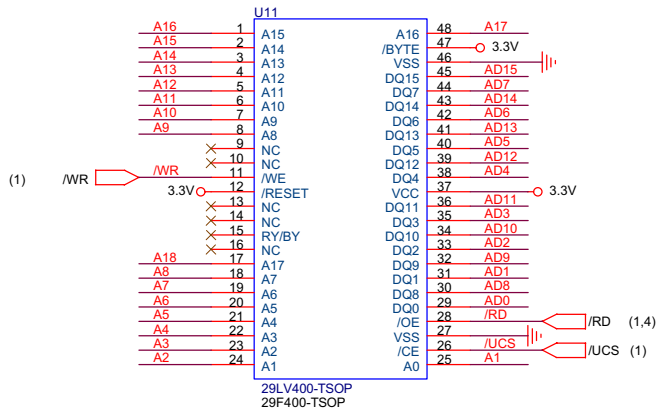 U11
A16 1 A15 A16 48 A17
A15 2 A14 /BYTE 47 3.3V
A14 3 A13 VSS 46
A13 4 A12 DQ15 45 AD15
A12 5 A11 DQ7 44 AD7
A11 6 A10 DQ14 43 AD14
A10 7 A9 DQ6 42 AD6
A9 8 A8 DQ13 41 AD13
9 NC DQ5 40 AD5
10 NC DQ12 39 AD12
(1) /WR /WR 11 /WE DQ4 38 AD4
3.3V 12 /RESET VCC 37 3.3V
13 NC DQ11 36 AD11
14 NC DQ3 35 AD3
15 RY/BY DQ10 34 AD10
16 NC DQ2 33 AD2
A18 17 A17 DQ9 32 AD9
A8 18 A7 DQ1 31 AD1
A7 19 A6 DQ8 30 AD8
A6 20 A5 DQ0 29 AD0
A5 21 A4 /OE 28 /RD /RD (1,4)
A4 22 A3 VSS 27
A3 23 A2 /CE 26 /UCS /UCS (1)
A2 24 A1 A0 25 A1
29LV400-TSOP
29F400-TSOP